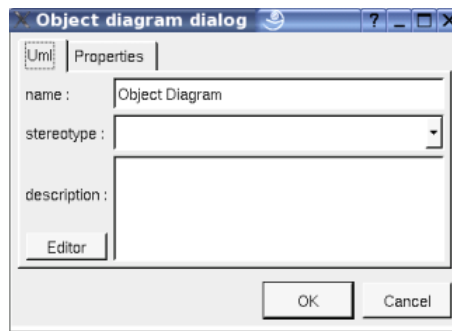 Object diagram dialog ? _ □ X
Uml Properties
name : Object Diagram
stereotype :
description :
Editor
OK Cancel